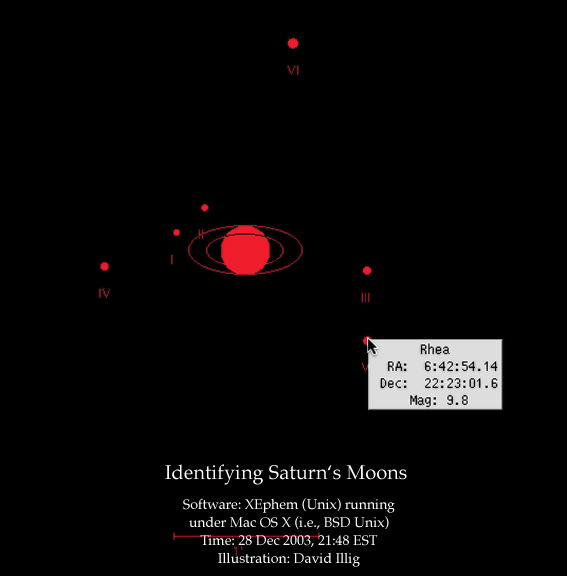 VI
II
I
IV
III
V
Rhea
RA: 6:42:54.14
Dec: 22:23:01.6
Mag: 9.8
Identifying Saturn‘s Moons
Software: XEphem (Unix) running
under Mac OS X (i.e., BSD Unix)
Time: 28 Dec 2003, 21:48 EST
1'
Illustration: David Illig